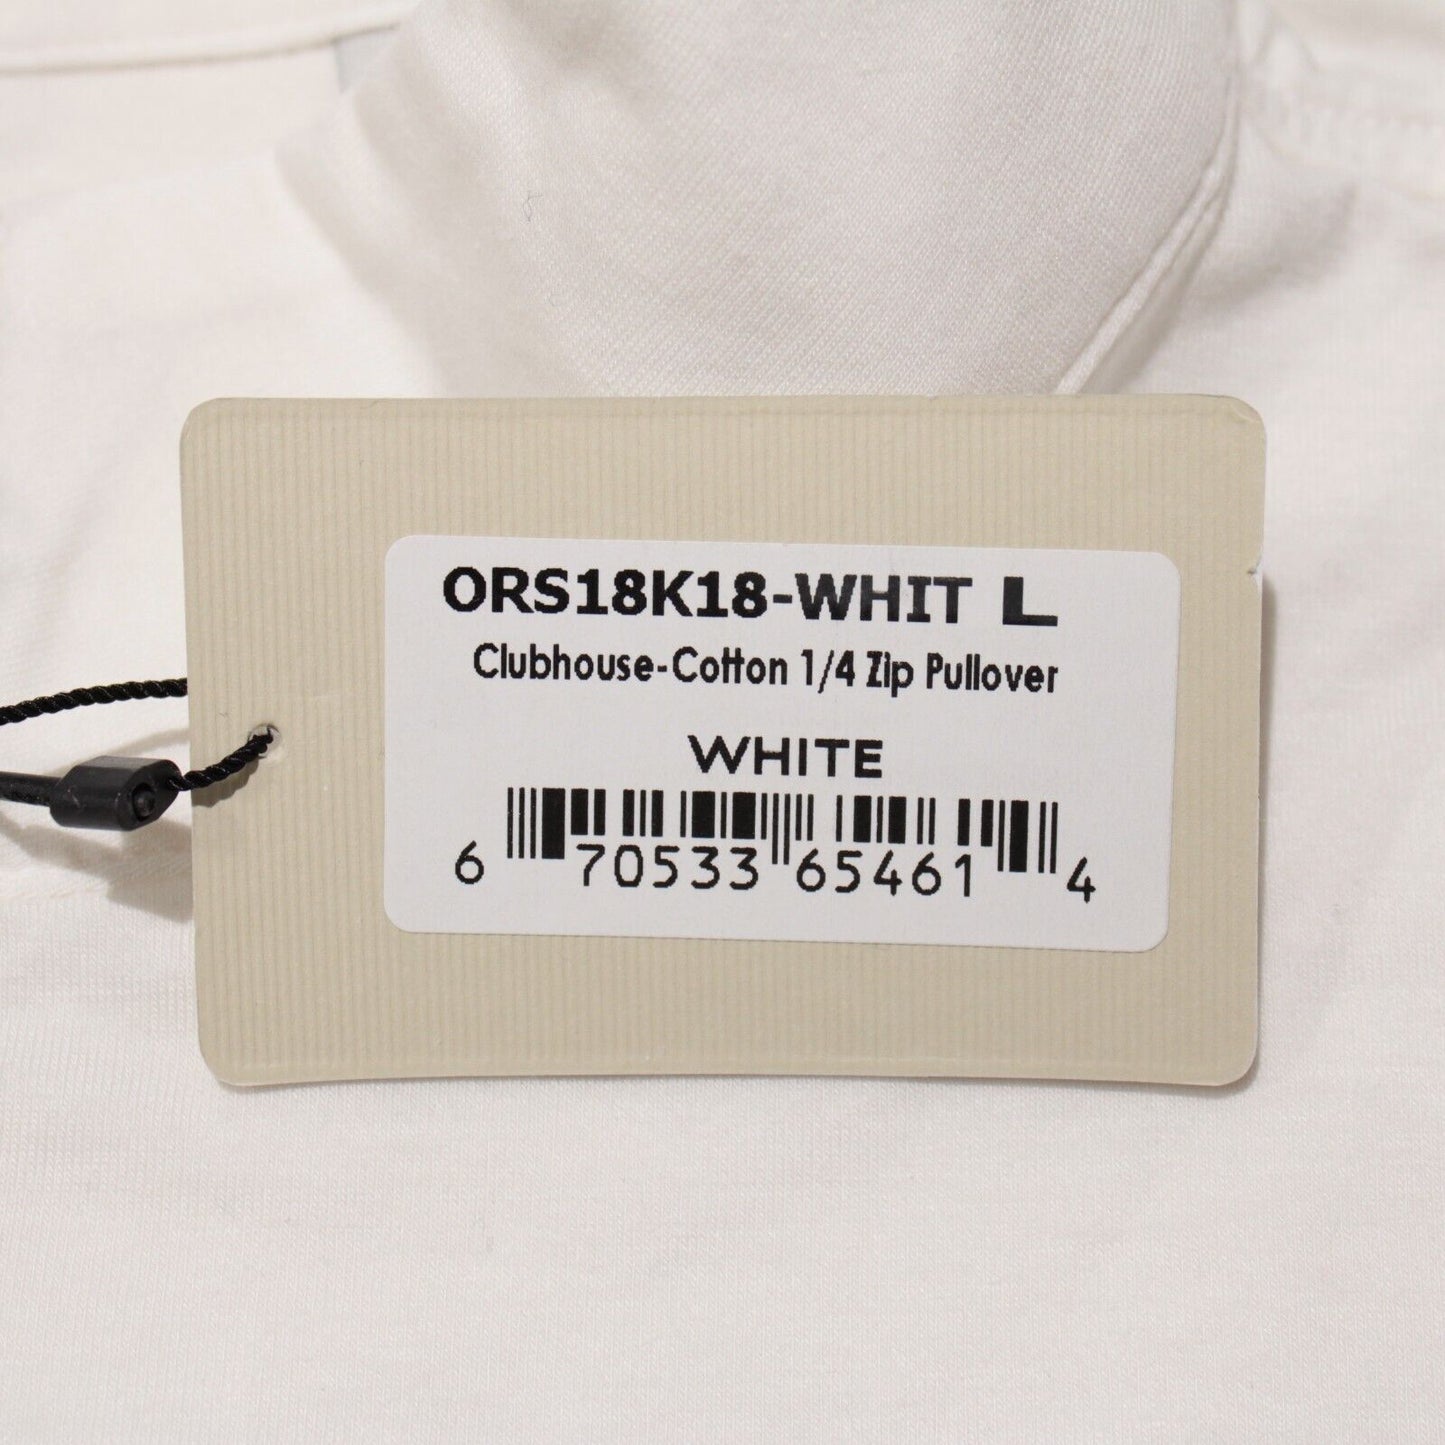 ORS18K18-WHIT L
Clubhouse-Cotton 1/4 Zip Pullover
WHITE
6 70533 65461 4